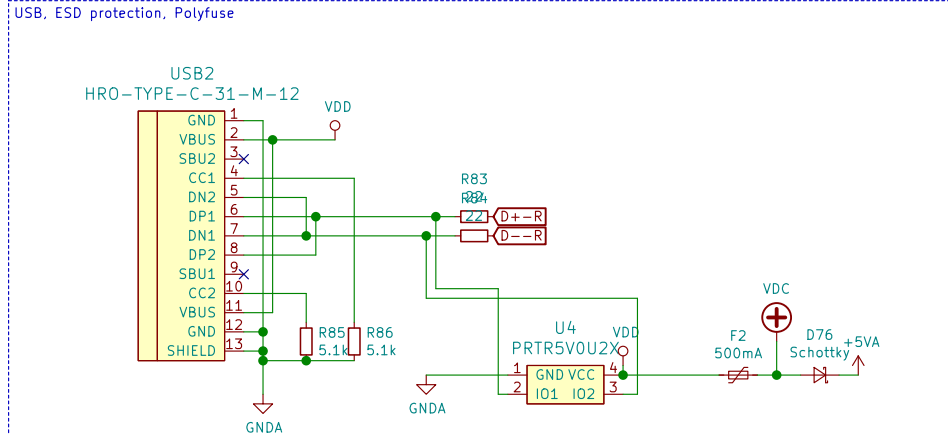 USB, ESD protection, Polyfuse
USB2
HRO-TYPE-C-31-M-12
VDD
GND 1
VBUS 2
SBU2 3
CC1 4
DN2 5
DP1 6
DN1 7
DP2 8
SBU1 9
CC2 10
VBUS 11
GND 12
SHIELD 13
R83
22
R84
22
D+-R
D--R
R85
5.1k
R86
5.1k
GNDA
U4
PRTR5V0U2X
VDD
1 GND VCC 4
2 IO1 IO2 3
GNDA
VDC
F2
500mA
D76
Schottky
+5VA